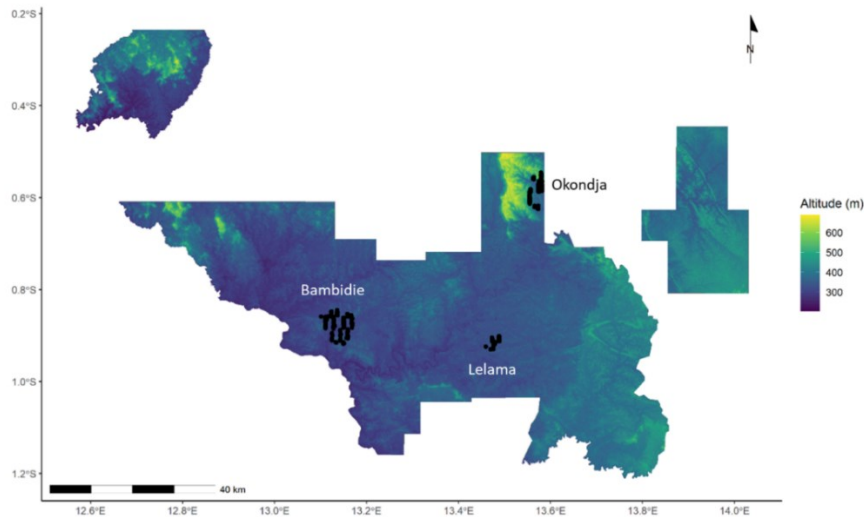 0.2°S
N
0.4°S
0.6°S
Okondja
Altitude (m)
600
500
400
300
0.8°S
Bambidie
Lelama
1.0°S
1.2°S
40 km
12.6°E
12.8°E
13.0°E
13.2°E
13.4°E
13.6°E
13.8°E
14.0°E